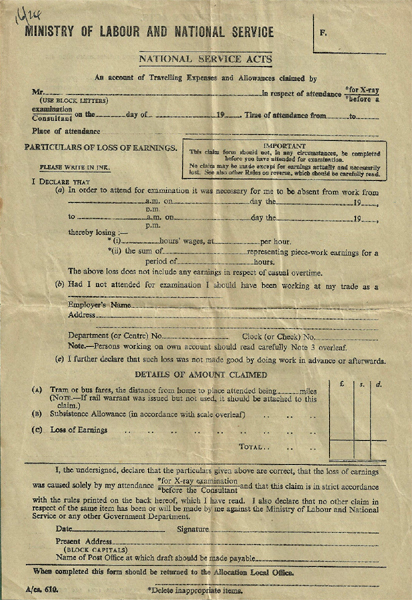 MINISTRY OF LABOUR AND NATIONAL SERVICE
F.
NATIONAL SERVICE ACTS
An account of Travelling Expenses and Allowances claimed by
Mr. in respect of attendance *for X-ray
(USE BLOCK LETTERS) *before a
examination
Consultant on the day of 19 Time of attendance from to
Place of attendance
PARTICULARS OF LOSS OF EARNINGS.
PLEASE WRITE IN INK.
IMPORTANT
This claim form should not, in any circumstances, be completed
before you have attended for examination.
No claim may be made except for earnings actually and necessarily
lost. See also other Rules on reverse, which should be carefully read.
I DECLARE THAT
(a) In order to attend for examination it was necessary for me to be absent from work from
a.m. on day the 19
p.m.
to a.m. on day the 19
p.m.
thereby losing :—
*(i) hours' wages, at per hour.
*(ii) the sum of representing piece-work earnings for a
period of hours.
The above loss does not include any earnings in respect of casual overtime.
(b) Had I not attended for examination I should have been working at my trade as a
Employer's Name
Address
Department (or Centre) No. Clock (or Check) No.
Note.—Persons working on own account should read carefully Note 3 overleaf.
(c) I further declare that such loss was not made good by doing work in advance or afterwards.
DETAILS OF AMOUNT CLAIMED
£. s. d.
(A) Tram or bus fares, the distance from home to place attended being miles
(NOTE.—If rail warrant was issued but not used, it should be attached to this
claim.)
(B) Subsistence Allowance (in accordance with scale overleaf)
(C) Loss of Earnings
TOTAL
I, the undersigned, declare that the particulars given above are correct, that the loss of earnings
was caused solely by my attendance *for X-ray examination
*before the Consultant and that this claim is in strict accordance
with the rules printed on the back hereof, which I have read. I also declare that no other claim in
respect of the same item has been or will be made by me against the Ministry of Labour and National
Service or any other Government Department.
Date Signature
Present Address
(BLOCK CAPITALS)
Name of Post Office at which draft should be made payable
When completed this form should be returned to the Allocation Local Office.
A/cs. 610. *Delete inappropriate items.